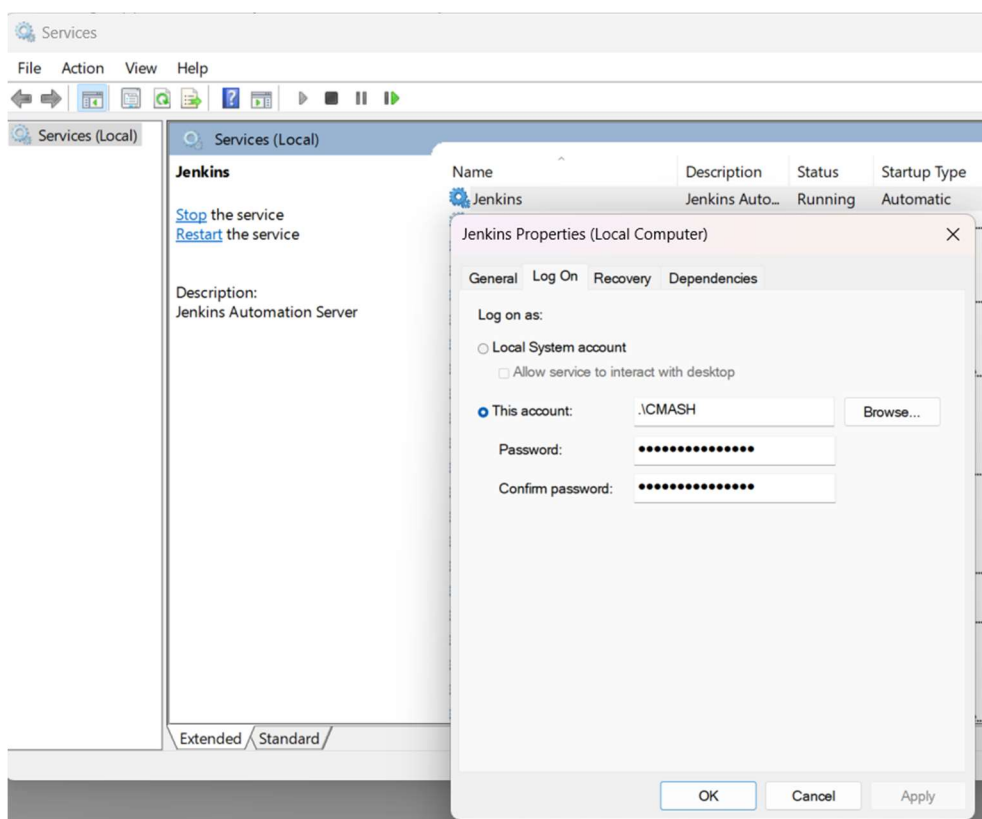 Services
File Action View Help
Services (Local)
Services (Local)
Jenkins
Stop the service
Restart the service
Description:
Jenkins Automation Server
Name Description Status Startup Type
Jenkins Jenkins Auto... Running Automatic
Jenkins Properties (Local Computer)
General Log On Recovery Dependencies
Log on as:
Local System account
Allow service to interact with desktop
This account: .\CMASH Browse...
Password: •••••••••••••••
Confirm password: •••••••••••••••
OK Cancel Apply
Extended Standard